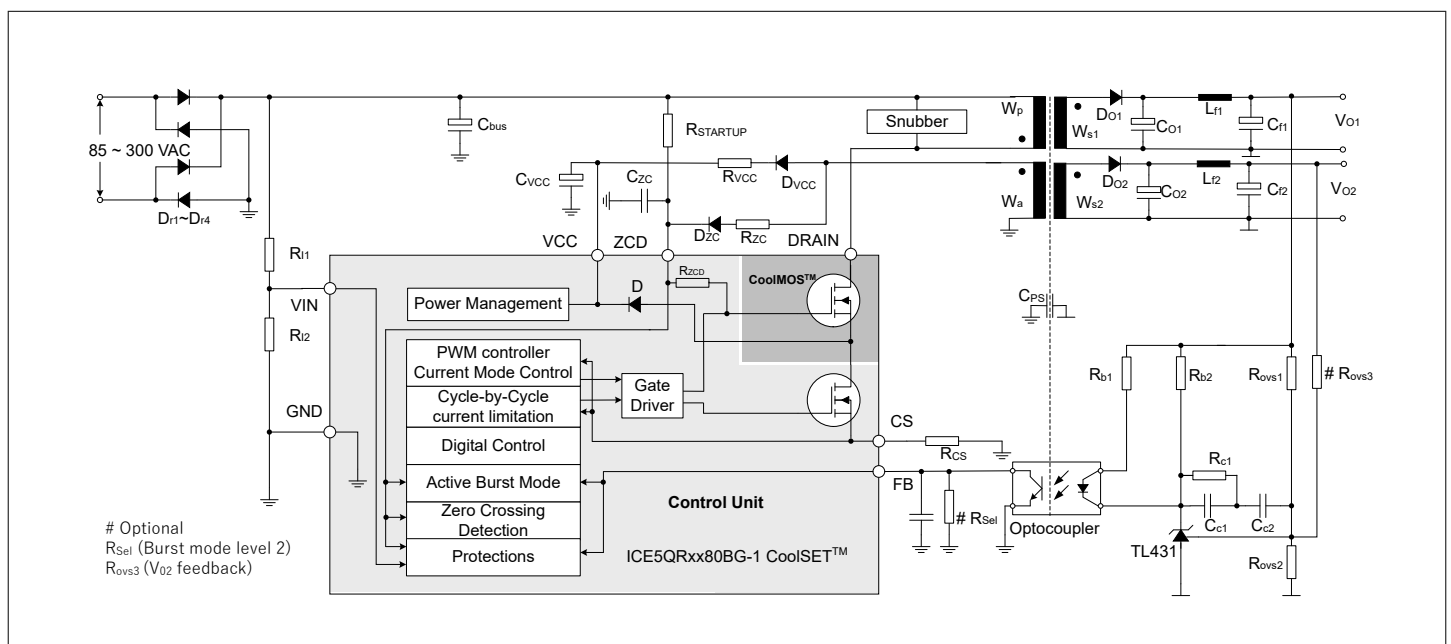 85 ~ 300 VAC
Dr1~Dr4
Cbus
RSTARTUP
Snubber
Wp
Ws1
DO1
CO1
Lf1
Cf1
VO1
CVCC
RVCC
DVCC
CZC
DZC
RZC
Wa
Ws2
DO2
CO2
Lf2
Cf2
VO2
VCC
ZCD
DRAIN
RI1
VIN
RI2
GND
Power Management
D
RZCD
CoolMOS™
PWM controller
Current Mode Control
Cycle-by-Cycle
current limitation
Digital Control
Active Burst Mode
Zero Crossing
Detection
Protections
Gate
Driver
Control Unit
ICE5QRxx80BG-1 CoolSET™
CS
RCS
FB
# RSel
Optocoupler
CPS
Rb1
Rb2
Rovs1
# Rovs3
Rc1
Cc1
Cc2
TL431
Rovs2
# Optional
RSel (Burst mode level 2)
Rovs3 (V02 feedback)